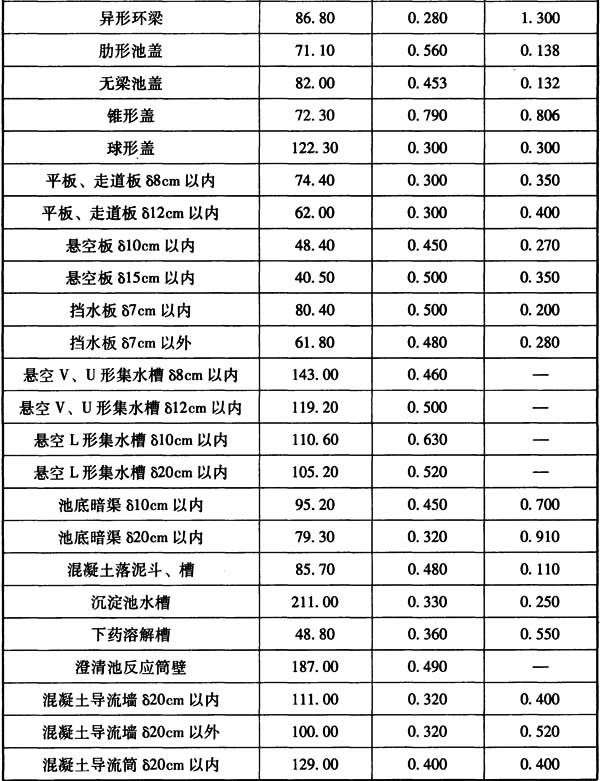 异形环梁 86.80 0.280 1.300
肋形池盖 71.10 0.560 0.138
无梁池盖 82.00 0.453 0.132
锥形盖 72.30 0.790 0.806
球形盖 122.30 0.300 0.300
平板、走道板 δ8cm 以内 74.40 0.300 0.350
平板、走道板 δ12cm 以内 62.00 0.300 0.400
悬空板 δ10cm 以内 48.40 0.450 0.270
悬空板 δ15cm 以内 40.50 0.500 0.350
挡水板 δ7cm 以内 80.40 0.500 0.200
挡水板 δ7cm 以外 61.80 0.480 0.280
悬空 V、U 形集水槽 δ8cm 以内 143.00 0.460 —
悬空 V、U 形集水槽 δ12cm 以内 119.20 0.500 —
悬空 L 形集水槽 δ10cm 以内 110.60 0.630 —
悬空 L 形集水槽 δ20cm 以内 105.20 0.520 —
池底暗渠 δ10cm 以内 95.20 0.450 0.700
池底暗渠 δ20cm 以内 79.30 0.320 0.910
混凝土落泥斗、槽 85.70 0.480 0.110
沉淀池水槽 211.00 0.330 0.250
下药溶解槽 48.80 0.360 0.550
澄清池反应筒壁 187.00 0.490 —
混凝土导流墙 δ20cm 以内 111.00 0.320 0.400
混凝土导流墙 δ20cm 以外 100.00 0.320 0.520
混凝土导流筒 δ20cm 以内 129.00 0.400 0.400